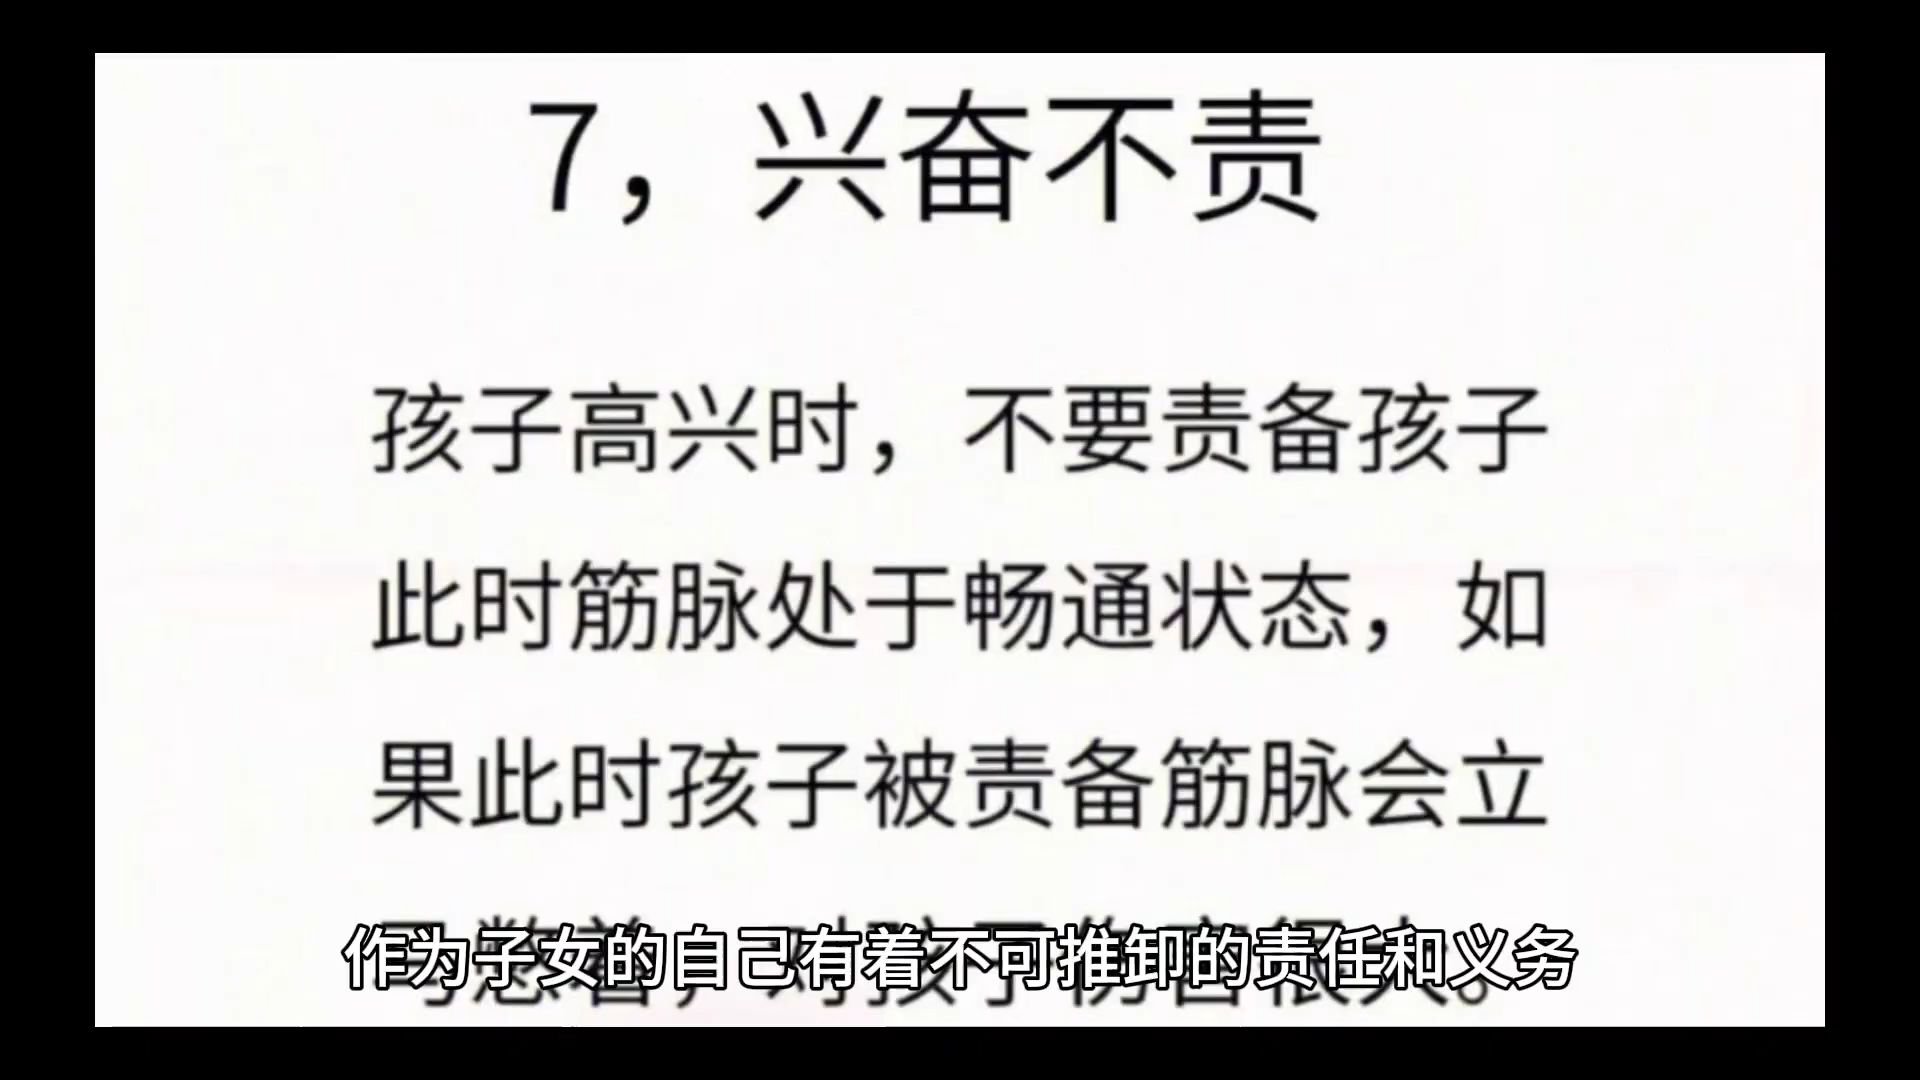 7，兴奋不责
孩子高兴时，不要责备孩子
此时筋脉处于畅通状态，如
果此时孩子被责备筋脉会立
作为子女的自己有着不可推卸的责任和义务